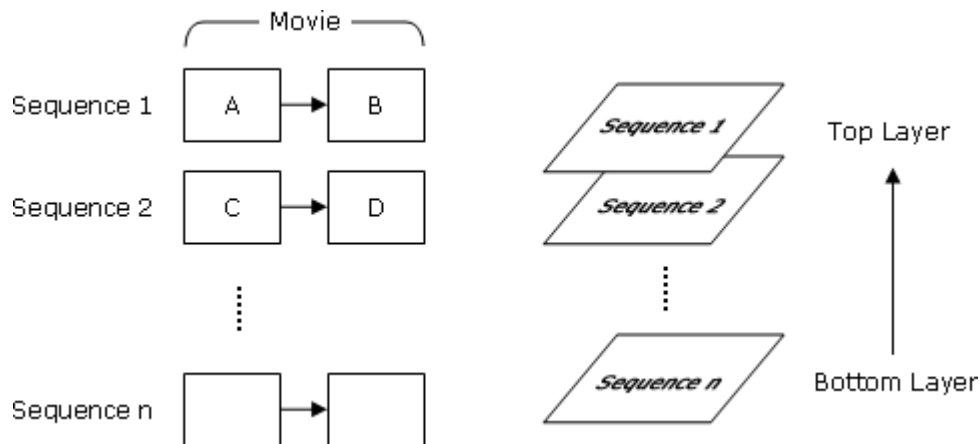 Movie
Sequence 1
A
B
Sequence 2
C
D
Sequence n
Sequence 1
Top Layer
Sequence 2
Sequence n
Bottom Layer